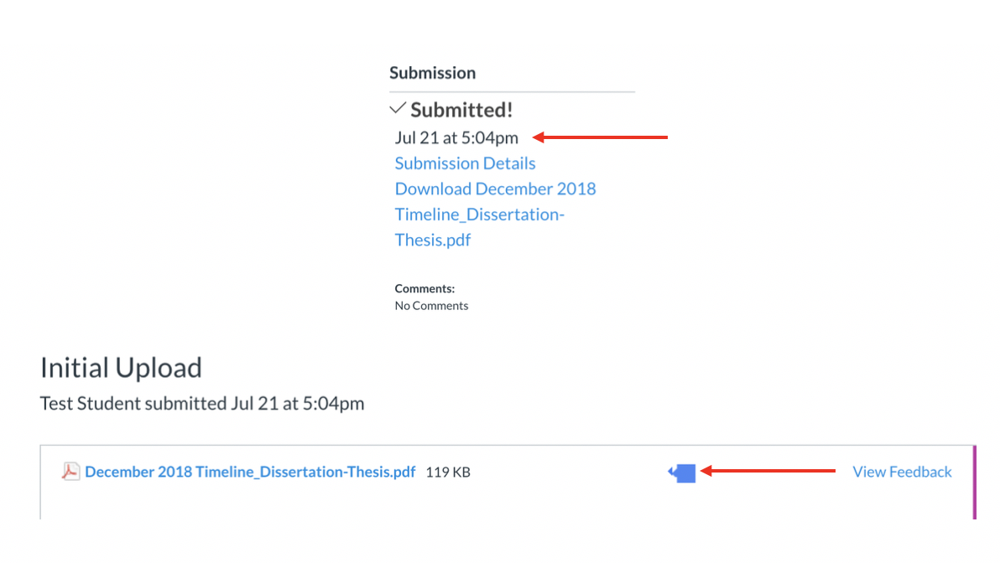 Submission
Submitted!
Jul 21 at 5:04pm
Submission Details
Download December 2018
Timeline_Dissertation-
Thesis.pdf
Comments:
No Comments
Initial Upload
Test Student submitted Jul 21 at 5:04pm
December 2018 Timeline_Dissertation-Thesis.pdf 119 KB View Feedback